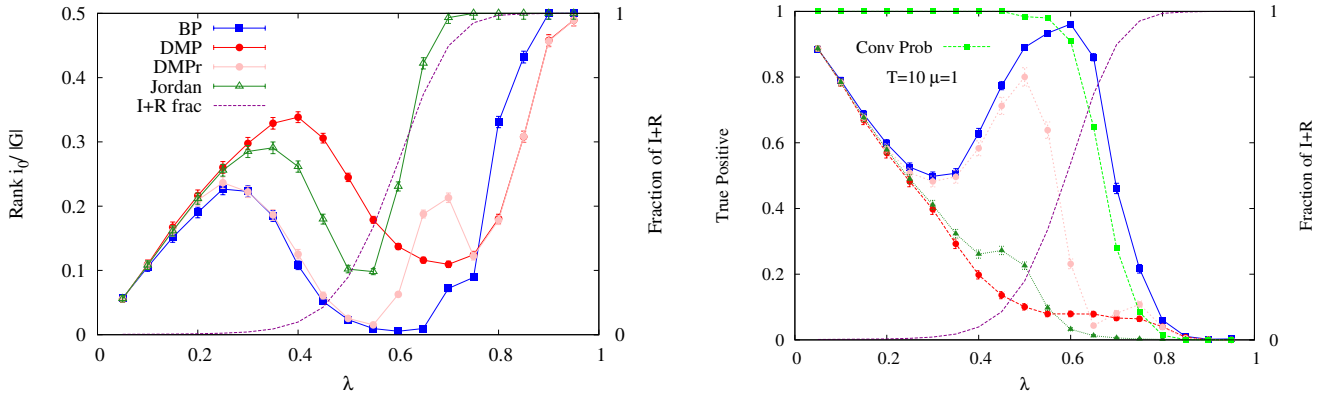 BP
DMP
DMPr
Jordan
I+R frac
Rank i0/ |G|
0.5
0.4
0.3
0.2
0.1
0
1
0
Fraction of I+R
0 0.2 0.4 0.6 0.8 1
λ
Conv Prob
T=10 μ=1
True Positive
1
0.8
0.6
0.4
0.2
0
1
0
Fraction of I+R
0 0.2 0.4 0.6 0.8 1
λ